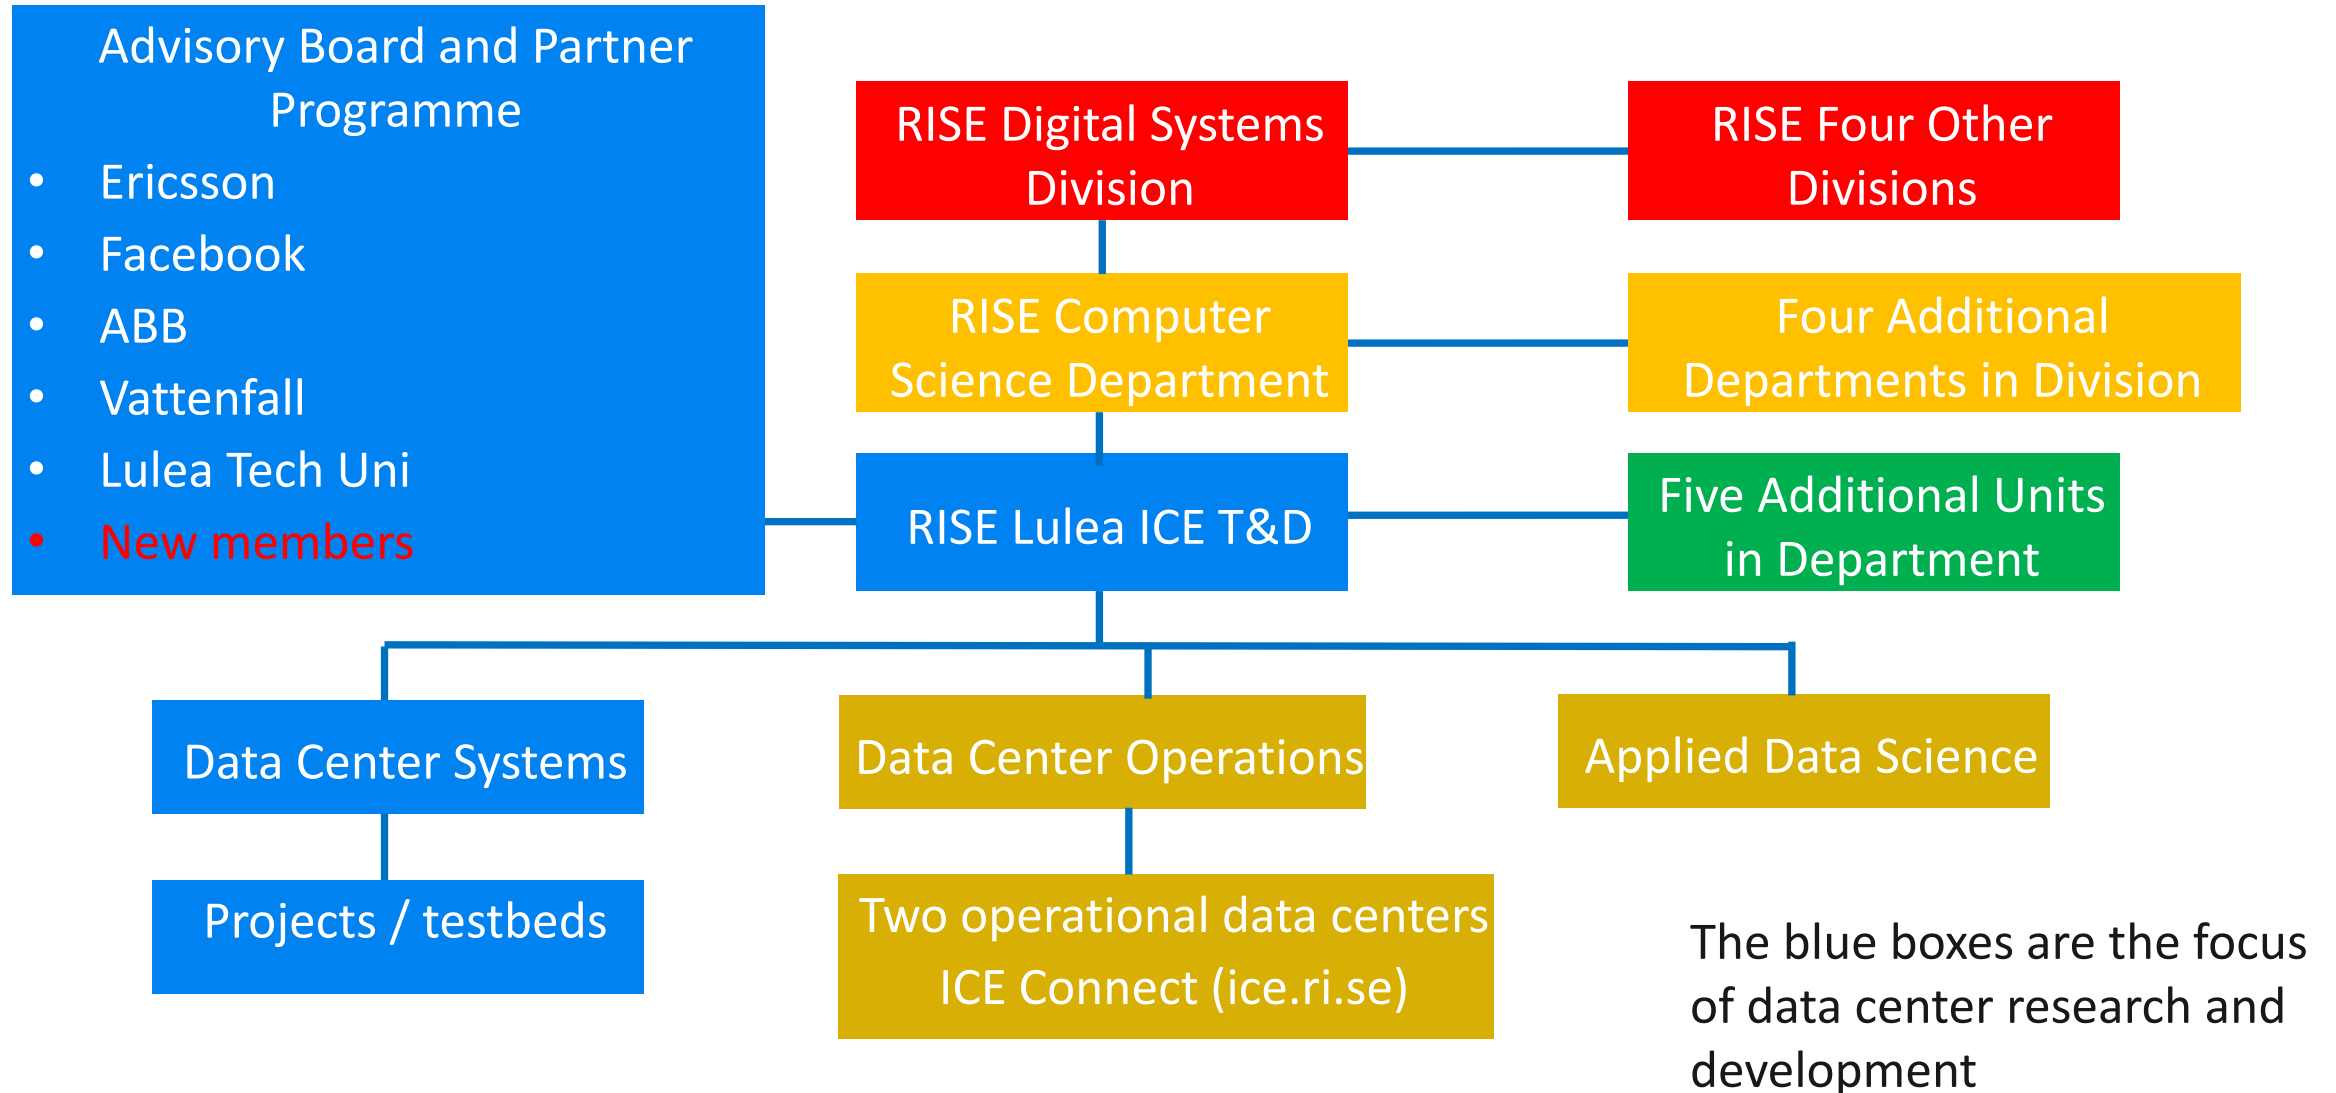 Advisory Board and Partner
Programme
• Ericsson
• Facebook
• ABB
• Vattenfall
• Lulea Tech Uni
• New members
RISE Digital Systems
Division
RISE Four Other
Divisions
RISE Computer
Science Department
Four Additional
Departments in Division
RISE Lulea ICE T&D
Five Additional Units
in Department
Data Center Systems
Data Center Operations
Applied Data Science
Projects / testbeds
Two operational data centers
ICE Connect (ice.ri.se)
The blue boxes are the focus
of data center research and
development